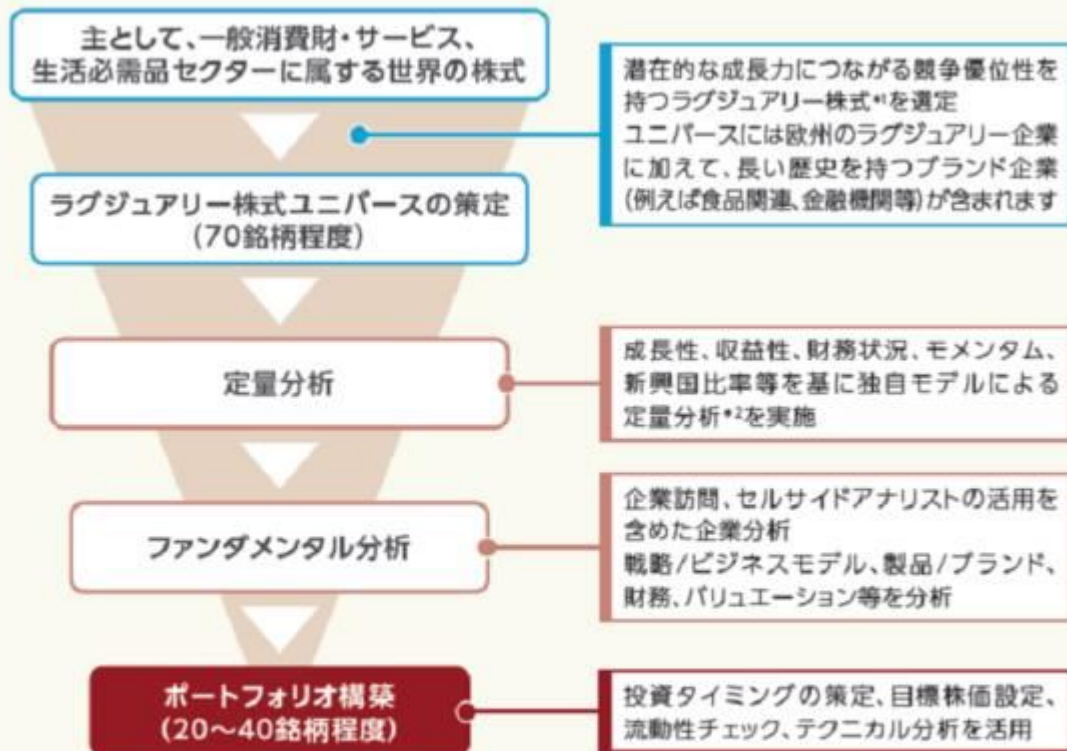 主として、一般消費財・サービス、
生活必需品セクターに属する世界の株式
潜在的な成長力につながる競争優位性を
持つラグジュアリー株式*1を選定
ユニバースには欧州のラグジュアリー企業
に加えて、長い歴史を持つブランド企業
(例えば食品関連、金融機関等)が含まれます
ラグジュアリー株式ユニバースの策定
(70銘柄程度)
定量分析
成長性、収益性、財務状況、モメンタム、
新興国比率等を基に独自モデルによる
定量分析*2を実施
ファンダメンタル分析
企業訪問、セルサイドアナリストの活用を
含めた企業分析
戦略/ビジネスモデル、製品/ブランド、
財務、バリュエーション等を分析
ポートフォリオ構築
(20～40銘柄程度)
投資タイミングの策定、目標株価設定、
流動性チェック、テクニカル分析を活用